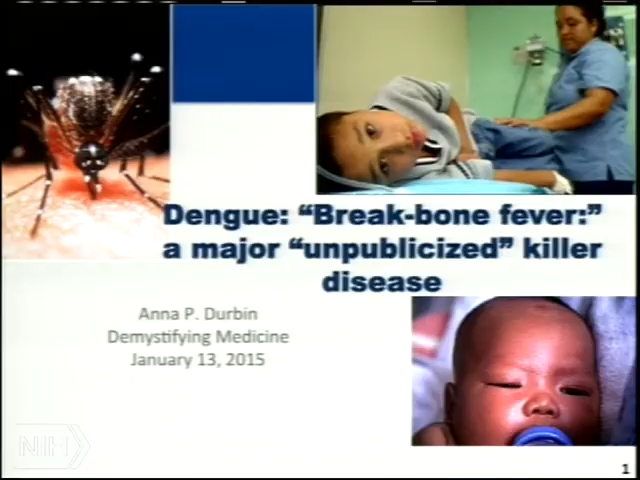 Dengue: “Break-bone fever:”
a major “unpublicized” killer
disease
Anna P. Durbin
Demystifying Medicine
January 13, 2015
NIH
1